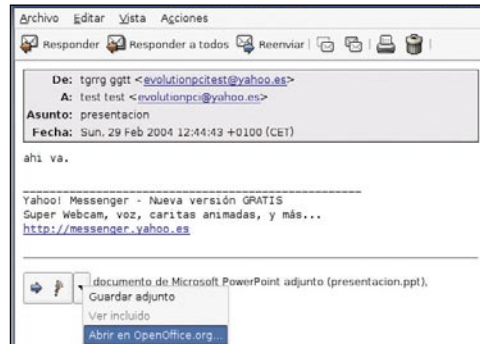 Archivo Editar Vista Acciones
Responder Responder a todos Reenviar
De: tgrrg ggtt <evolutionpcitest@yahoo.es>
A: test test <evolutionpci@yahoo.es>
Asunto: presentacion
Fecha: Sun, 29 Feb 2004 12:44:43 +0100 (CET)
ahi va.
Yahoo! Messenger - Nueva versión GRATIS
Super Webcam, voz, caritas animadas, y más...
http://messenger.yahoo.es
documento de Microsoft PowerPoint adjunto (presentacion.ppt),
Guardar adjunto
Ver incluido
Abrir en OpenOffice.org...